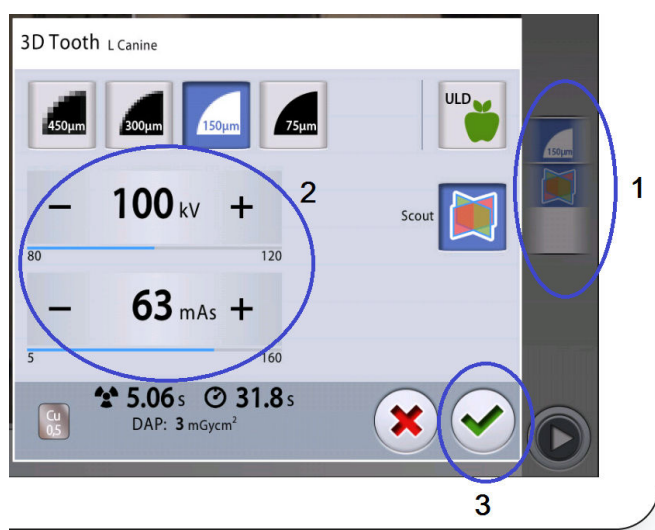 3D Tooth L Canine
450µm 300µm 150µm 75µm ULD
150µm
1
2
− 100 kV +
Scout
80 120
− 63 mAs +
5 160
5.06 s 31.8 s
Cu
0,5
DAP: 3 mGycm²
3